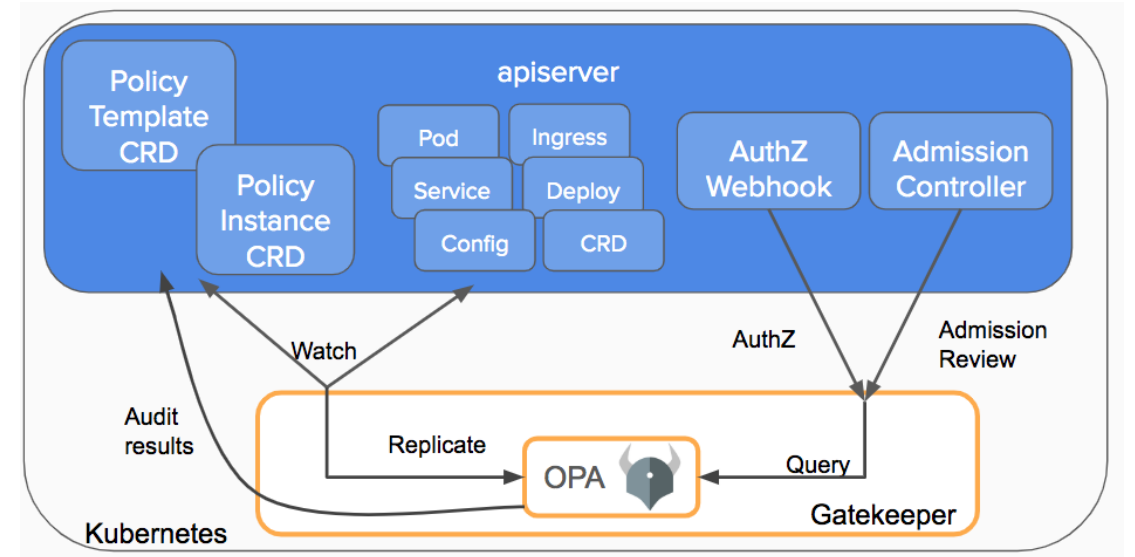 apiserver
Policy
Template
CRD
Policy
Instance
CRD
Pod
Ingress
Service
Deploy
Config
CRD
AuthZ
Webhook
Admission
Controller
Watch
AuthZ
Admission
Review
Audit
results
Replicate
OPA
Query
Gatekeeper
Kubernetes